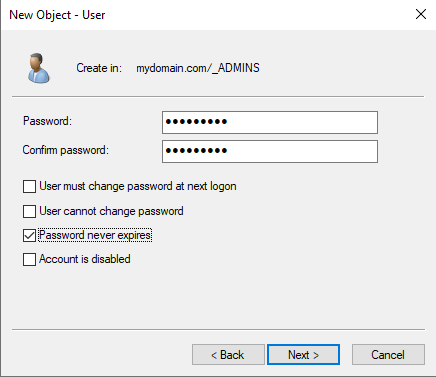 New Object - User
Create in: mydomain.com/_ADMINS
Password: ●●●●●●●●●
Confirm password: ●●●●●●●●●
User must change password at next logon
User cannot change password
Password never expires
Account is disabled
< Back Next > Cancel